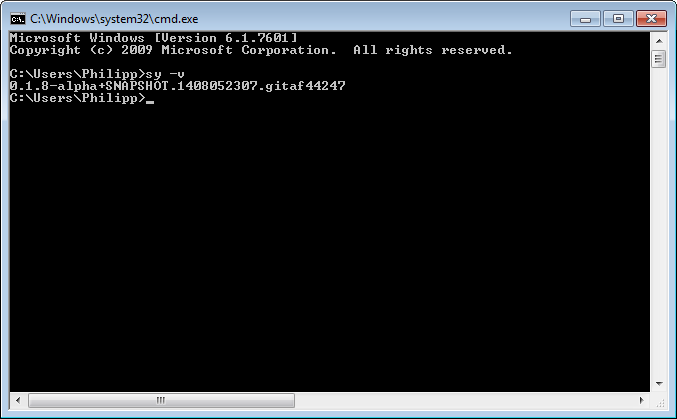 C:\Windows\system32\cmd.exe
Microsoft Windows [Version 6.1.7601]
Copyright (c) 2009 Microsoft Corporation.  All rights reserved.
C:\Users\Philipp>sy -v
0.1.8-alpha+SNAPSHOT.1408052307.gitaf44247
C:\Users\Philipp>_